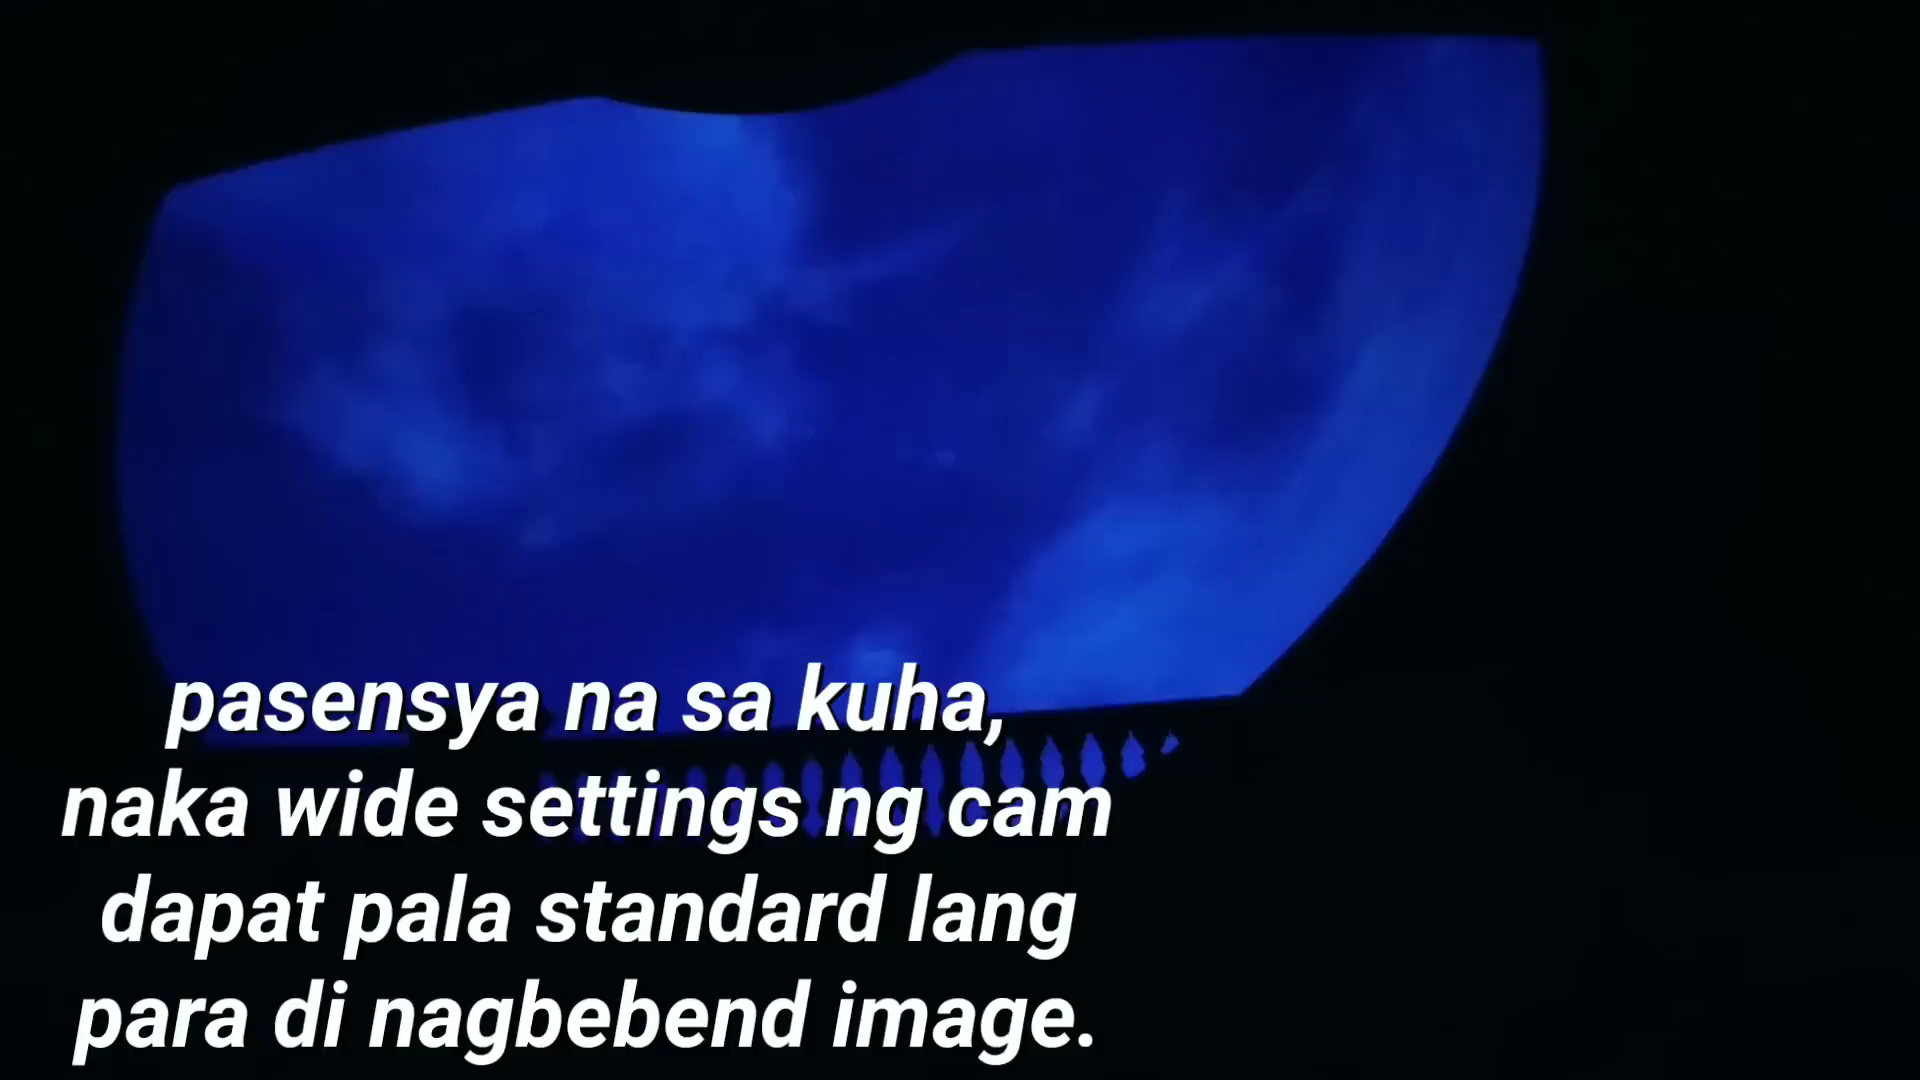 pasensya na sa kuha,
naka wide settings ng cam
dapat pala standard lang
para di nagbebend image.